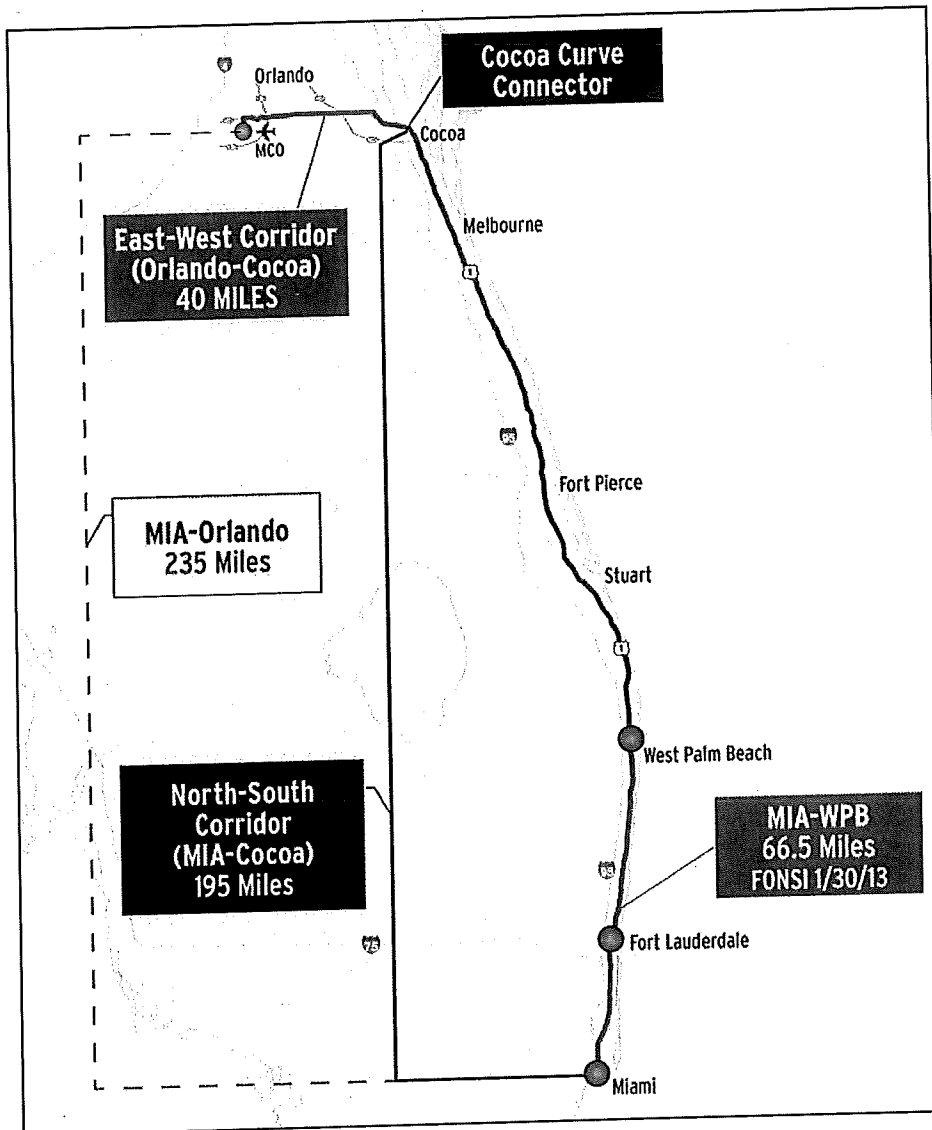 Cocoa Curve
Connector
4
Orlando
MCO
Cocoa
East-West Corridor
(Orlando-Cocoa)
40 MILES
Melbourne
1
95
Fort Pierce
MIA-Orlando
235 Miles
Stuart
1
West Palm Beach
North-South
Corridor
(MIA-Cocoa)
195 Miles
MIA-WPB
66.5 Miles
FONSI 1/30/13
95
75
Fort Lauderdale
Miami